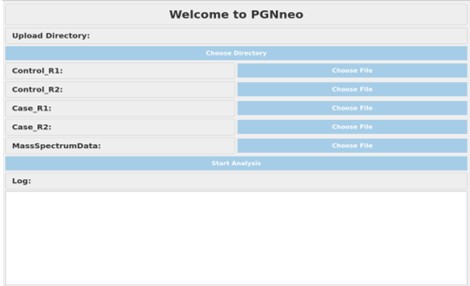 Welcome to PGNneo
Upload Directory:
Choose Directory
Control_R1: Choose File
Control_R2: Choose File
Case_R1: Choose File
Case_R2: Choose File
MassSpectrumData: Choose File
Start Analysis
Log: